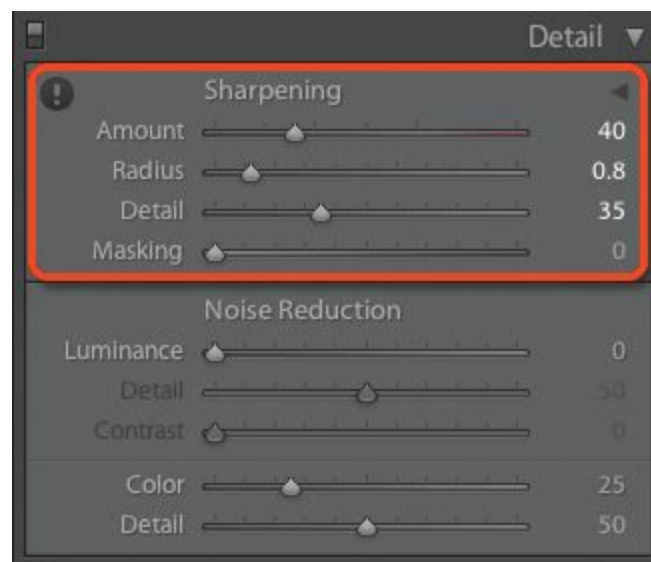 Detail
Sharpening
Amount 40
Radius 0.8
Detail 35
Masking 0
Noise Reduction
Luminance 0
Detail 50
Contrast 0
Color 25
Detail 50